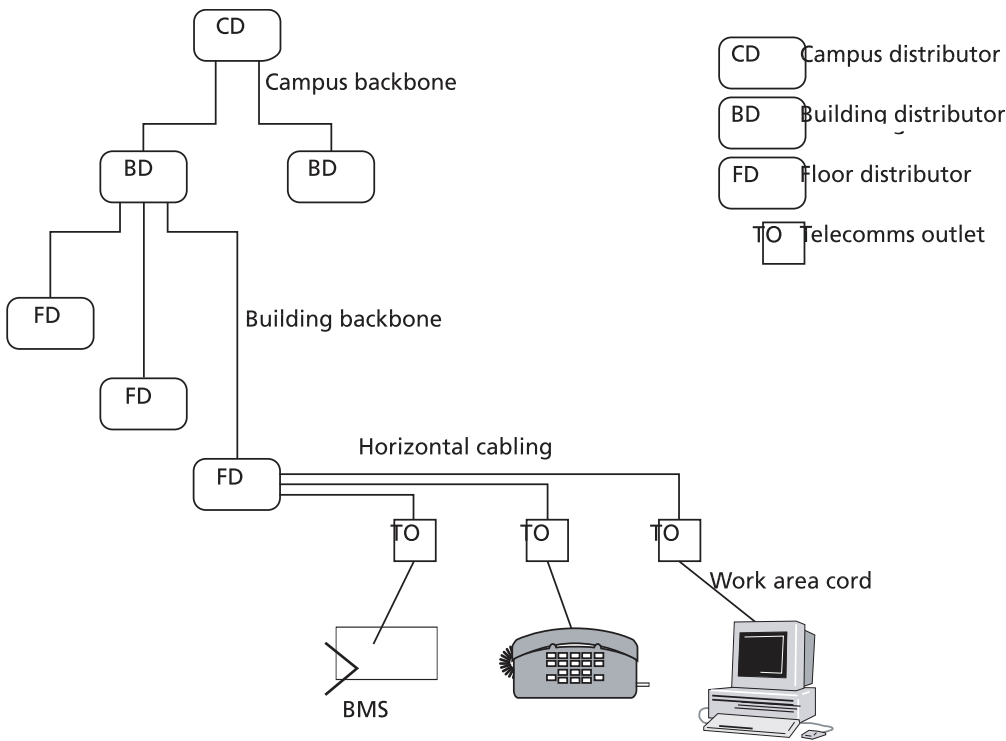 CD
Campus backbone
BD
BD
FD
Building backbone
FD
Horizontal cabling
FD
TO
TO
TO
Work area cord
BMS
CD Campus distributor
BD Building distributor
FD Floor distributor
TO Telecomms outlet